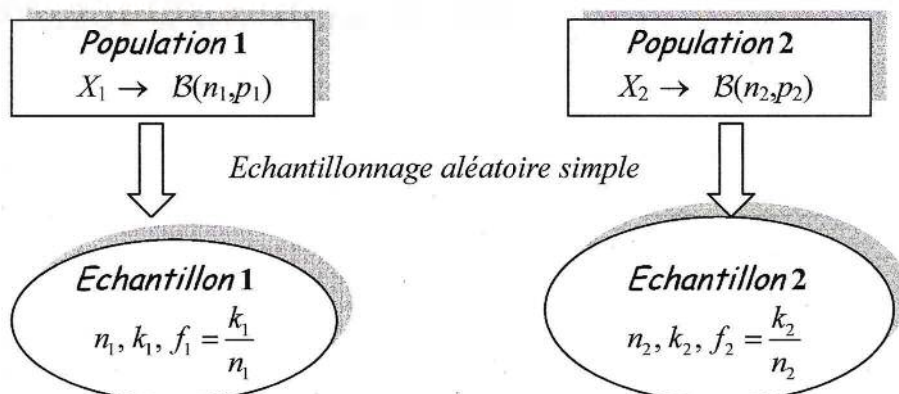 Population 1
X₁ → B(n₁,p₁)
Population 2
X₂ → B(n₂,p₂)
Echantillonnage aléatoire simple
Echantillon 1
n₁, k₁, f₁ = k₁/n₁
Echantillon 2
n₂, k₂, f₂ = k₂/n₂